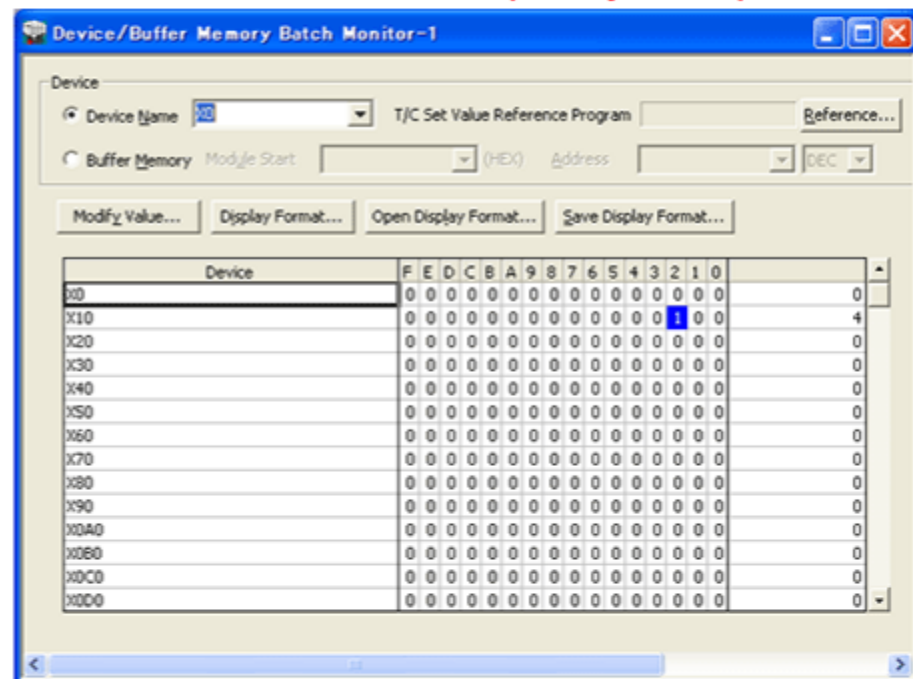 Device/Buffer Memory Batch Monitor-1
Device
Device Name X0 T/C Set Value Reference Program Reference...
Buffer Memory Module Start (HEX) Address DEC
Modify Value... Display Format... Open Display Format... Save Display Format...
Device F E D C B A 9 8 7 6 5 4 3 2 1 0
X0 0 0 0 0 0 0 0 0 0 0 0 0 0 0 0 0 0
X10 0 0 0 0 0 0 0 0 0 0 0 0 0 1 0 0 4
X20 0 0 0 0 0 0 0 0 0 0 0 0 0 0 0 0 0
X30 0 0 0 0 0 0 0 0 0 0 0 0 0 0 0 0 0
X40 0 0 0 0 0 0 0 0 0 0 0 0 0 0 0 0 0
X50 0 0 0 0 0 0 0 0 0 0 0 0 0 0 0 0 0
X60 0 0 0 0 0 0 0 0 0 0 0 0 0 0 0 0 0
X70 0 0 0 0 0 0 0 0 0 0 0 0 0 0 0 0 0
X80 0 0 0 0 0 0 0 0 0 0 0 0 0 0 0 0 0
X90 0 0 0 0 0 0 0 0 0 0 0 0 0 0 0 0 0
X0A0 0 0 0 0 0 0 0 0 0 0 0 0 0 0 0 0 0
X0B0 0 0 0 0 0 0 0 0 0 0 0 0 0 0 0 0 0
X0C0 0 0 0 0 0 0 0 0 0 0 0 0 0 0 0 0 0
X0D0 0 0 0 0 0 0 0 0 0 0 0 0 0 0 0 0 0